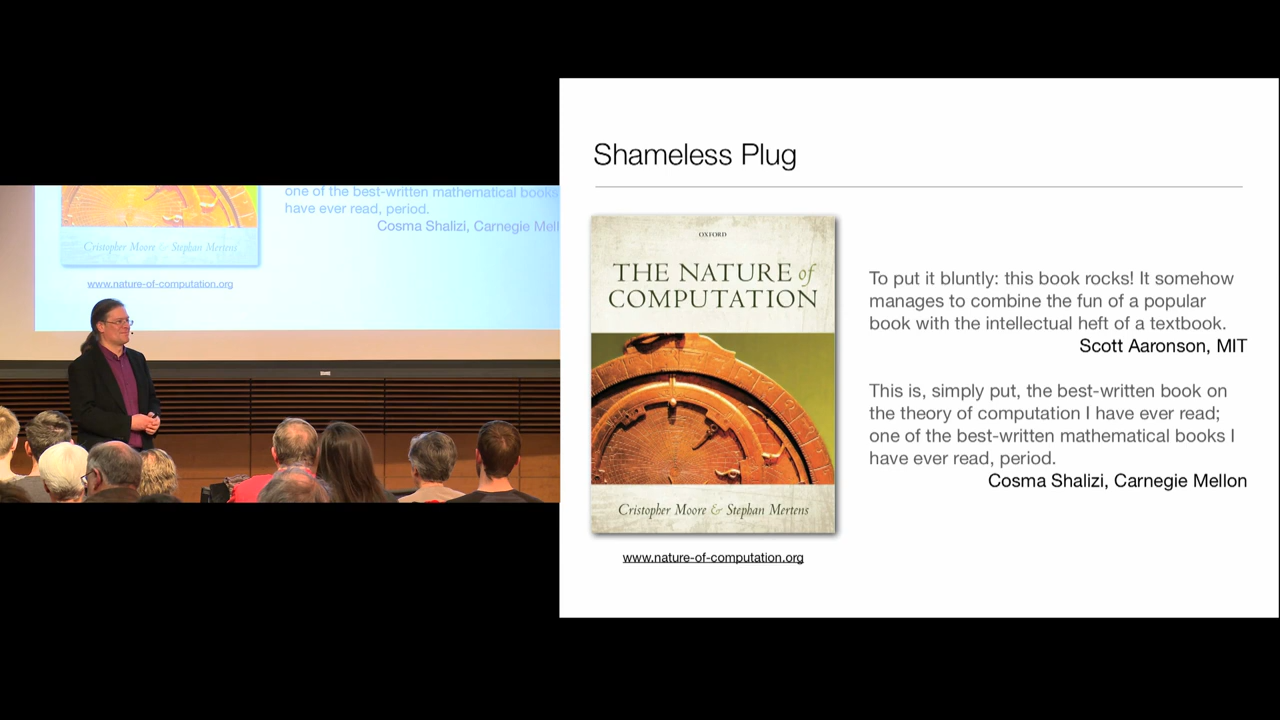 one of the best-written mathematical books
have ever read, period.
Cosma Shalizi, Carnegie Mell
Cristopher Moore & Stephan Mertens
www.nature-of-computation.org
Shameless Plug
OXFORD
THE NATURE of
COMPUTATION
Cristopher Moore & Stephan Mertens
www.nature-of-computation.org
To put it bluntly: this book rocks! It somehow
manages to combine the fun of a popular
book with the intellectual heft of a textbook.
Scott Aaronson, MIT
This is, simply put, the best-written book on
the theory of computation I have ever read;
one of the best-written mathematical books I
have ever read, period.
Cosma Shalizi, Carnegie Mellon